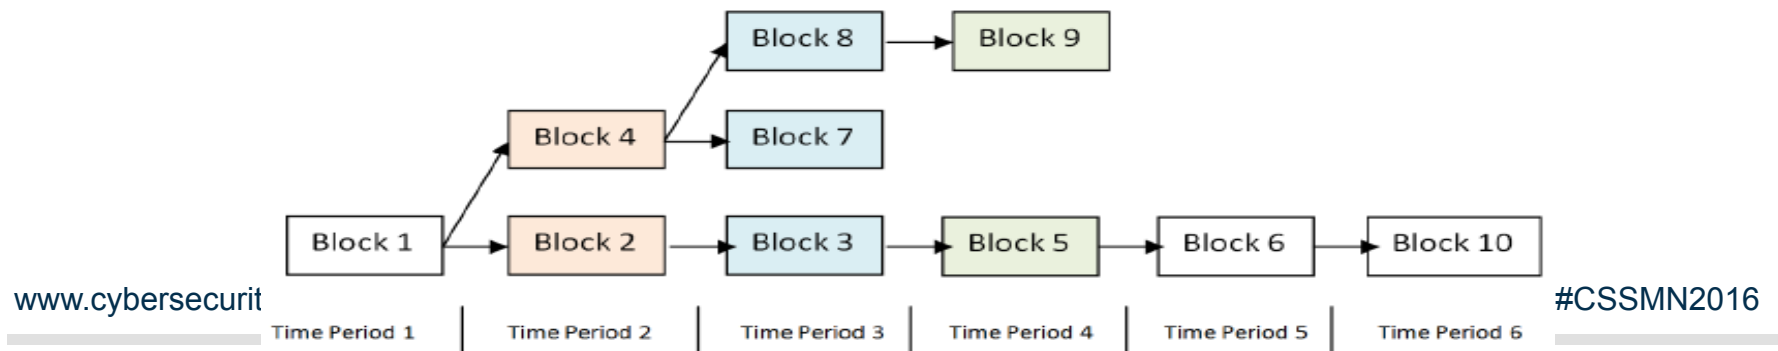 Block 8 Block 9
Block 4 Block 7
Block 1 Block 2 Block 3 Block 5 Block 6 Block 10
www.cybersecurit #CSSMN2016
Time Period 1 Time Period 2 Time Period 3 Time Period 4 Time Period 5 Time Period 6